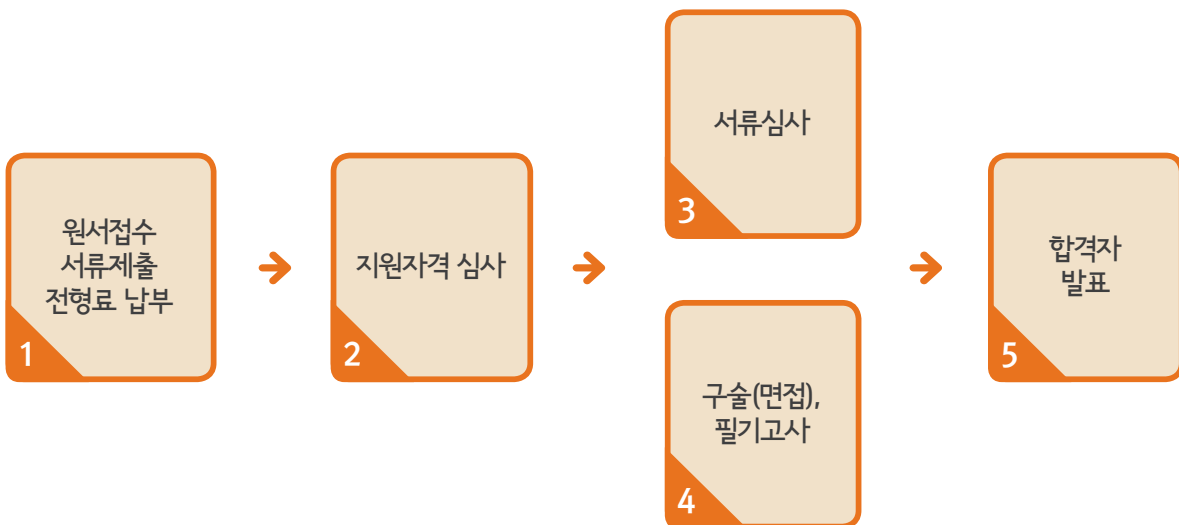 원서접수
서류제출
전형료 납부
1
지원자격 심사
2
서류심사
3
구술(면접),
필기고사
4
합격자
발표
5